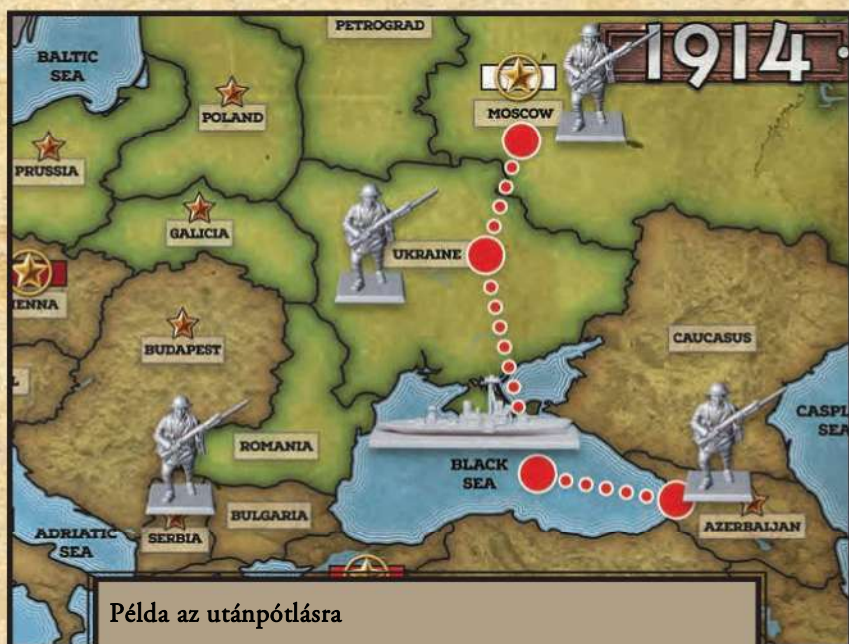 PETROGRAD
1914
BALTIC
SEA
MOSCOW
POLAND
PRUSSIA
GALICIA
UKRAINE
IENNA
BUDAPEST
CAUCASUS
CASPI
SEA
ROMANIA
BLACK
SEA
BULGARIA
AZERBAIJAN
ADRIATIC
SEA
SERBIA
Példa az utánpótlásra